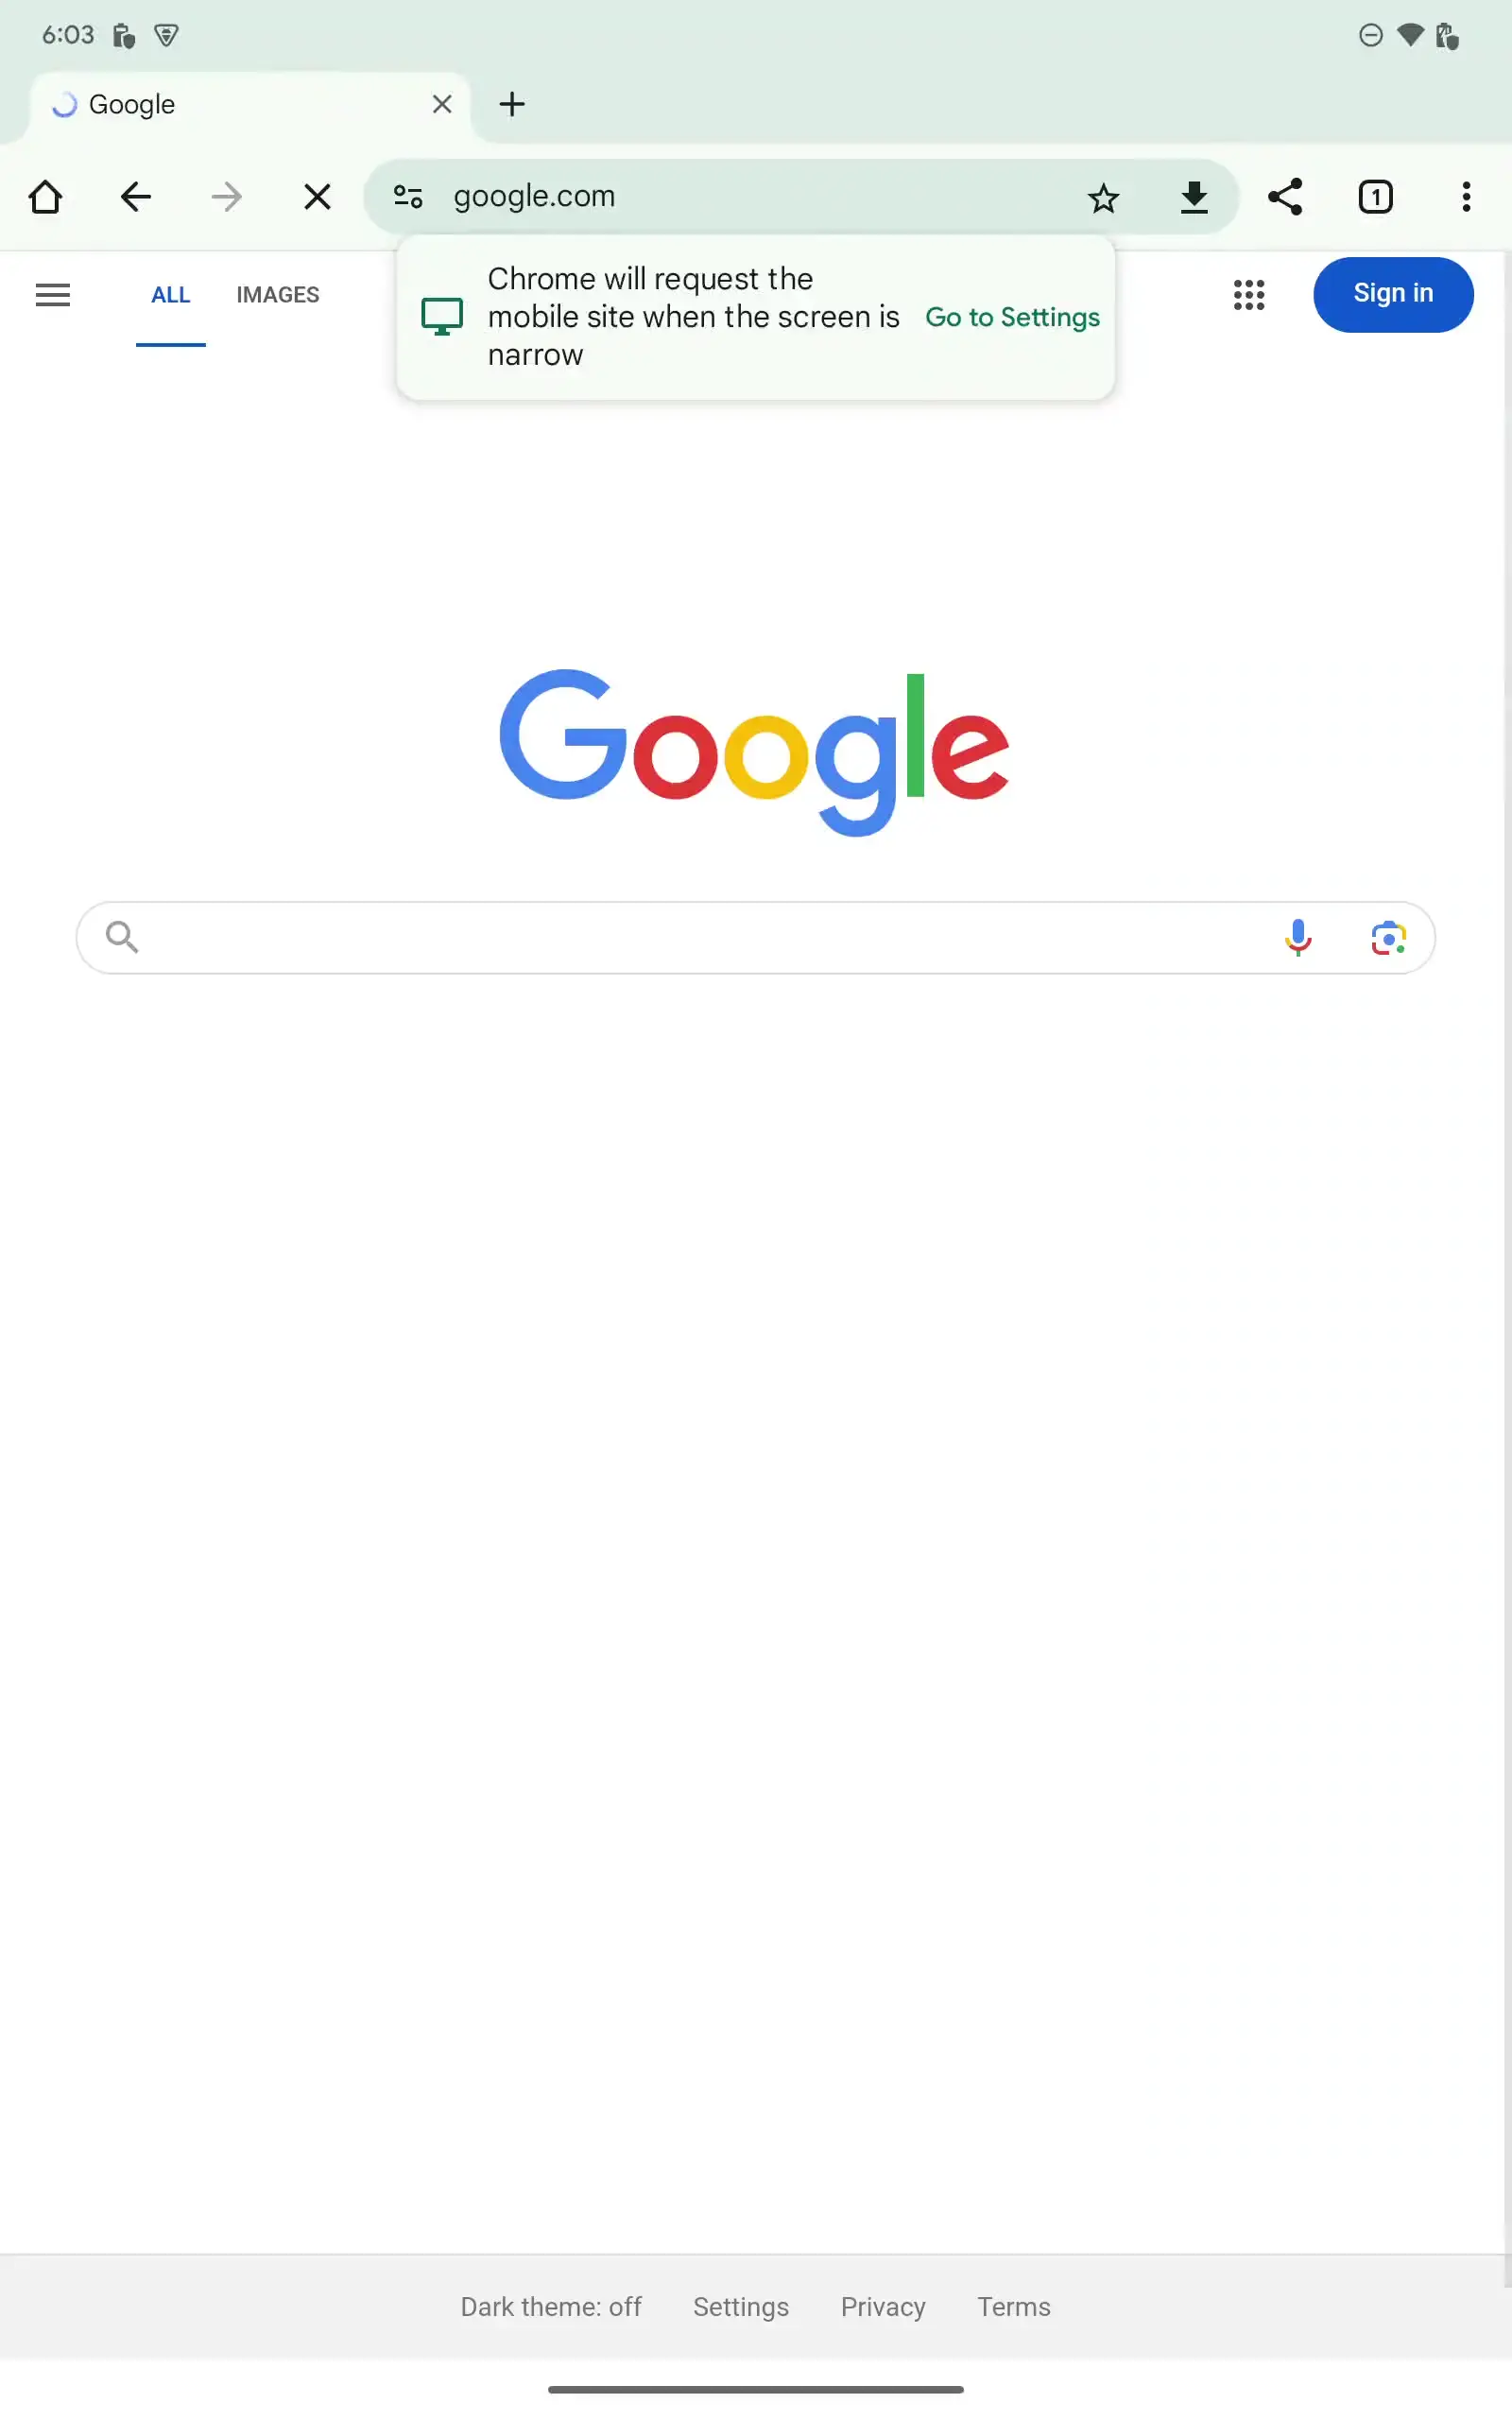 6:03
Google
google.com
1
Chrome will request the
mobile site when the screen is
narrow
Go to Settings
ALL
IMAGES
Sign in
Google
Dark theme: off
Settings
Privacy
Terms